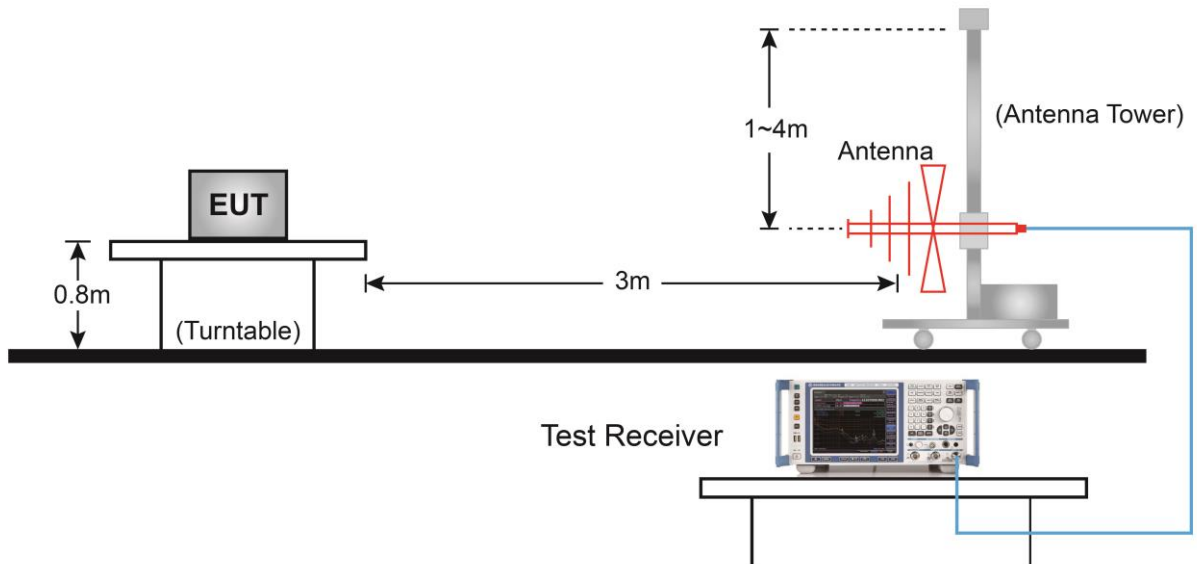 1~4m
(Antenna Tower)
Antenna
EUT
0.8m
3m
(Turntable)
Test Receiver